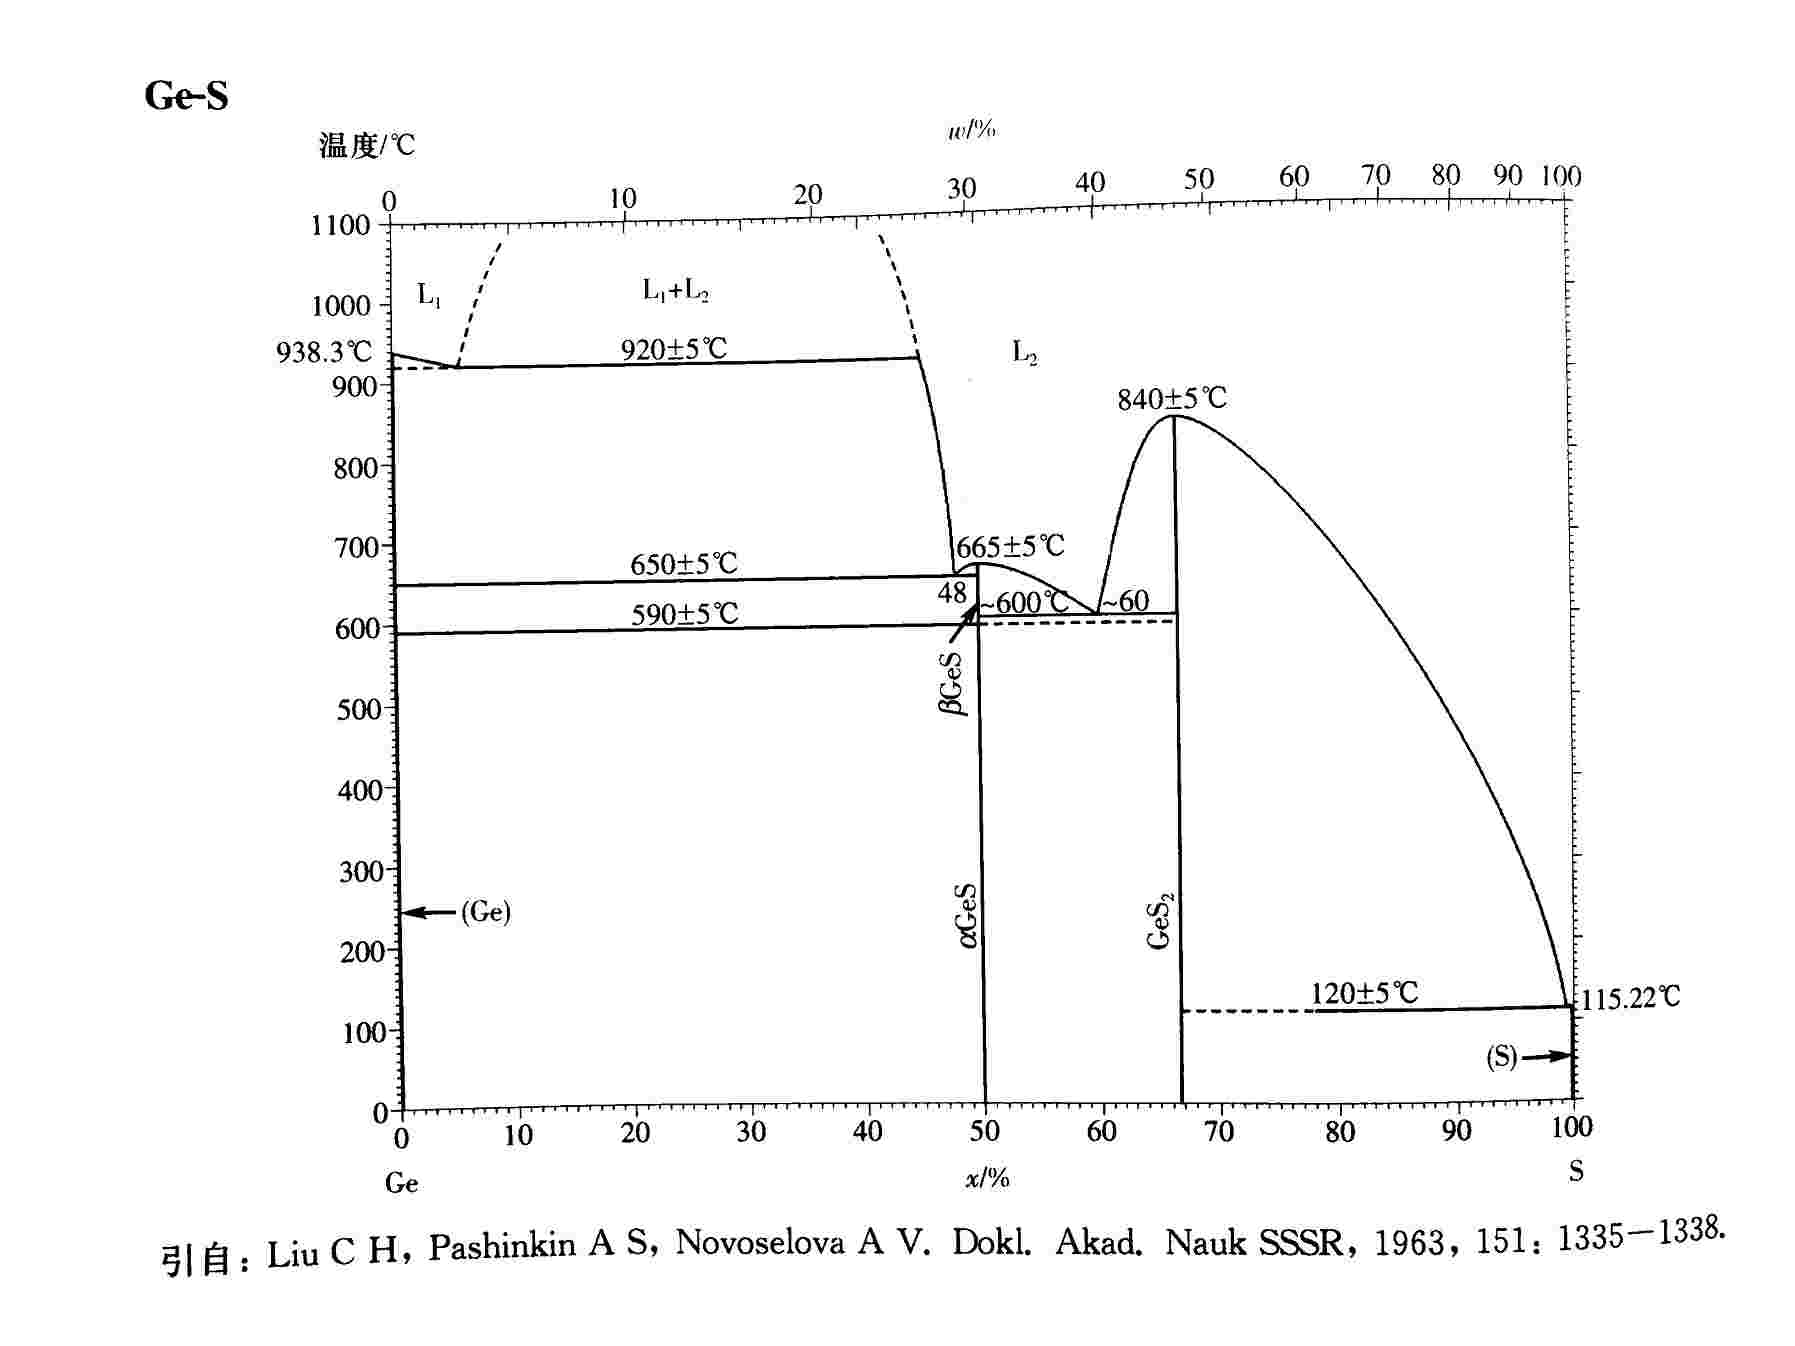 Ge-S
温度/℃
w/%
0 10 20 30 40 50 60 70 80 90 100
1100
L₁
L₁+L₂
1000
938.3℃
920±5℃
L₂
900
840±5℃
800
700
665±5℃
650±5℃
48
~600℃
~60
590±5℃
600
βGeS
500
400
300
(Ge)
αGeS
GeS₂
200
120±5℃
115.22℃
100
(S)
0
0 10 20 30 40 50 60 70 80 90 100
Ge
x/%
S
引自: Liu C H, Pashinkin A S, Novoselova A V. Dokl. Akad. Nauk SSSR, 1963, 151: 1335—1338.